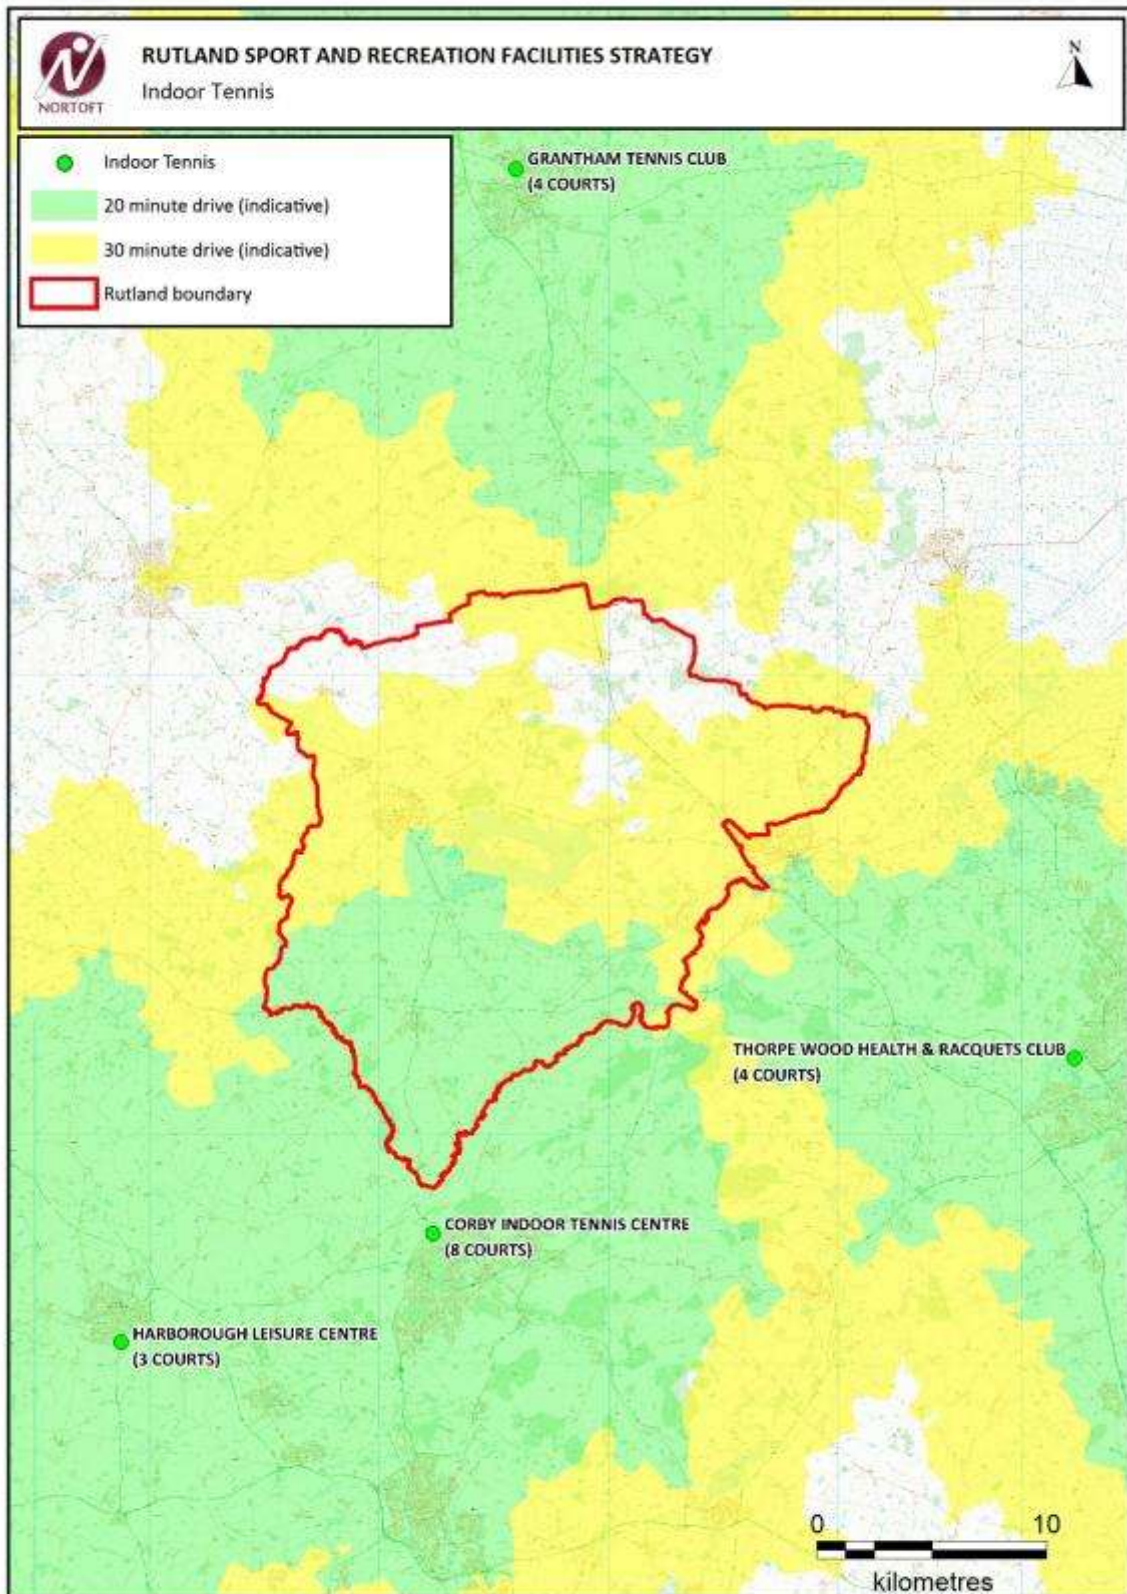 RUTLAND SPORT AND RECREATION FACILITIES STRATEGY
Indoor Tennis
N
NORTOFT
Indoor Tennis
20 minute drive (indicative)
30 minute drive (indicative)
Rutland boundary
GRANTHAM TENNIS CLUB
(4 COURTS)
THORPE WOOD HEALTH & RACQUETS CLUB
(4 COURTS)
CORBY INDOOR TENNIS CENTRE
(8 COURTS)
HARBOROUGH LEISURE CENTRE
(3 COURTS)
0 10
kilometres